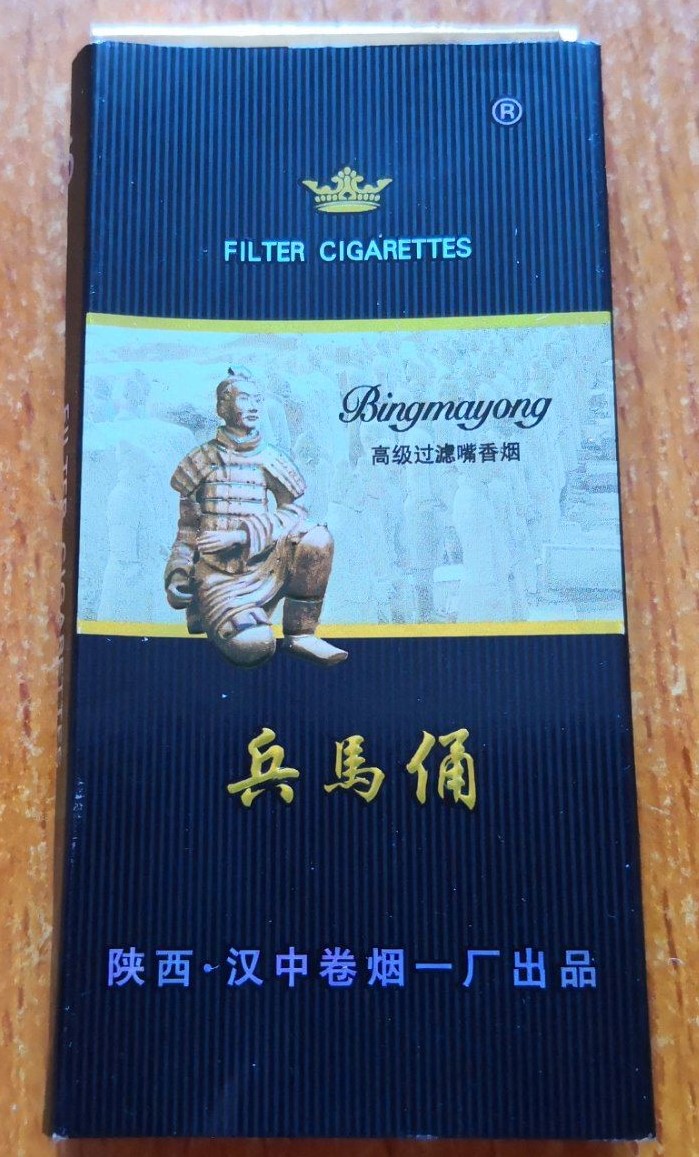 ®
FILTER CIGARETTES
Bingmayong
高级过滤嘴香烟
兵馬俑
陕西·汉中卷烟一厂出品